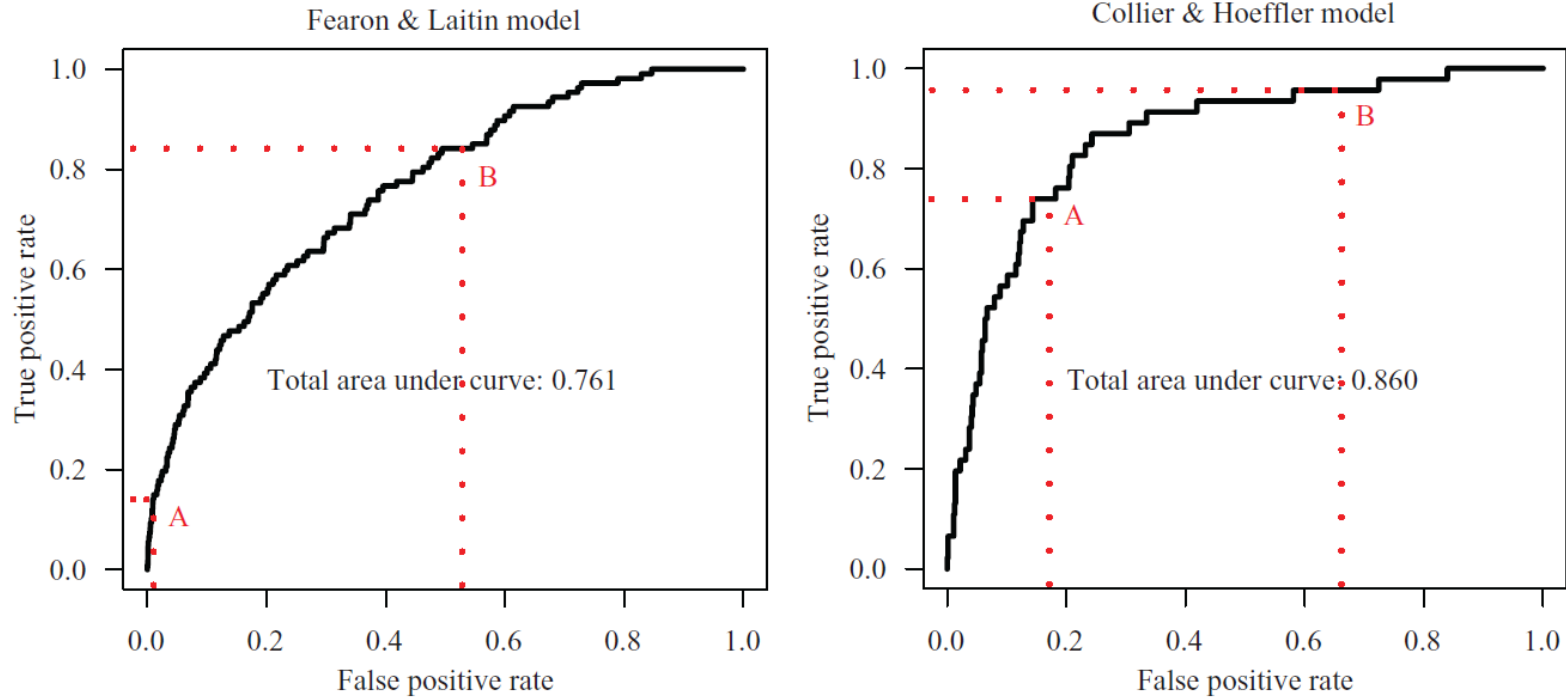 Fearon & Laitin model
True positive rate
1.0
0.8
0.6
0.4
0.2
0.0
B
Total area under curve: 0.761
A
0.0 0.2 0.4 0.6 0.8 1.0
False positive rate
Collier & Hoeffler model
True positive rate
1.0
0.8
0.6
0.4
0.2
0.0
B
A
Total area under curve: 0.860
0.0 0.2 0.4 0.6 0.8 1.0
False positive rate